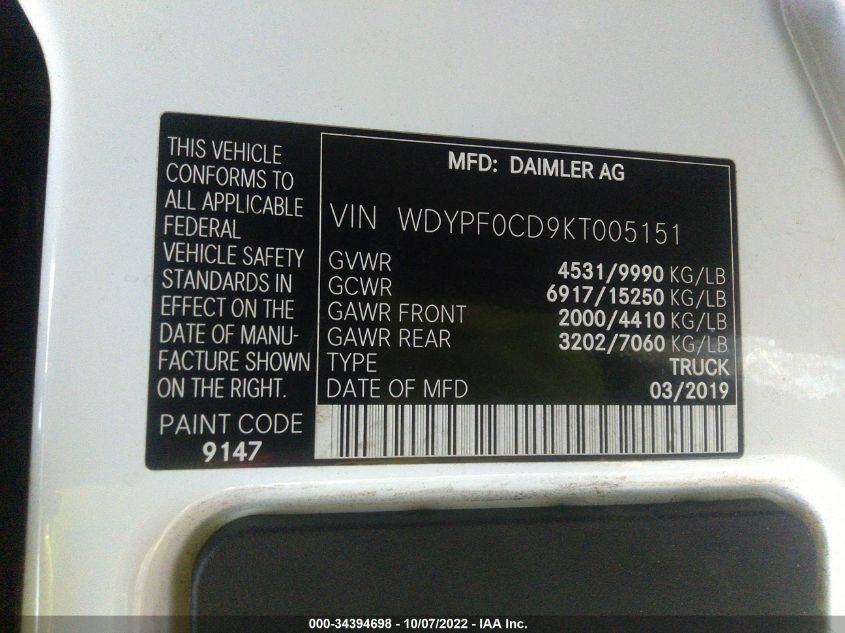 THIS VEHICLE
CONFORMS TO
ALL APPLICABLE
FEDERAL
VEHICLE SAFETY
STANDARDS IN
EFFECT ON THE
DATE OF MANU-
FACTURE SHOWN
ON THE RIGHT.
PAINT CODE
9147
MFD: DAIMLER AG
VIN WDYPF0CD9KT005151
GVWR 4531/9990 KG/LB
GCWR 6917/15250 KG/LB
GAWR FRONT 2000/4410 KG/LB
GAWR REAR 3202/7060 KG/LB
TYPE TRUCK
DATE OF MFD 03/2019
000-34394698 - 10/07/2022 - IAA Inc.